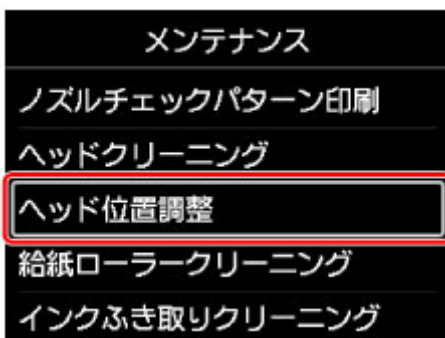 メンテナンス
ノズルチェックパターン印刷
ヘッドクリーニング
ヘッド位置調整
給紙ローラークリーニング
インクふき取りクリーニング